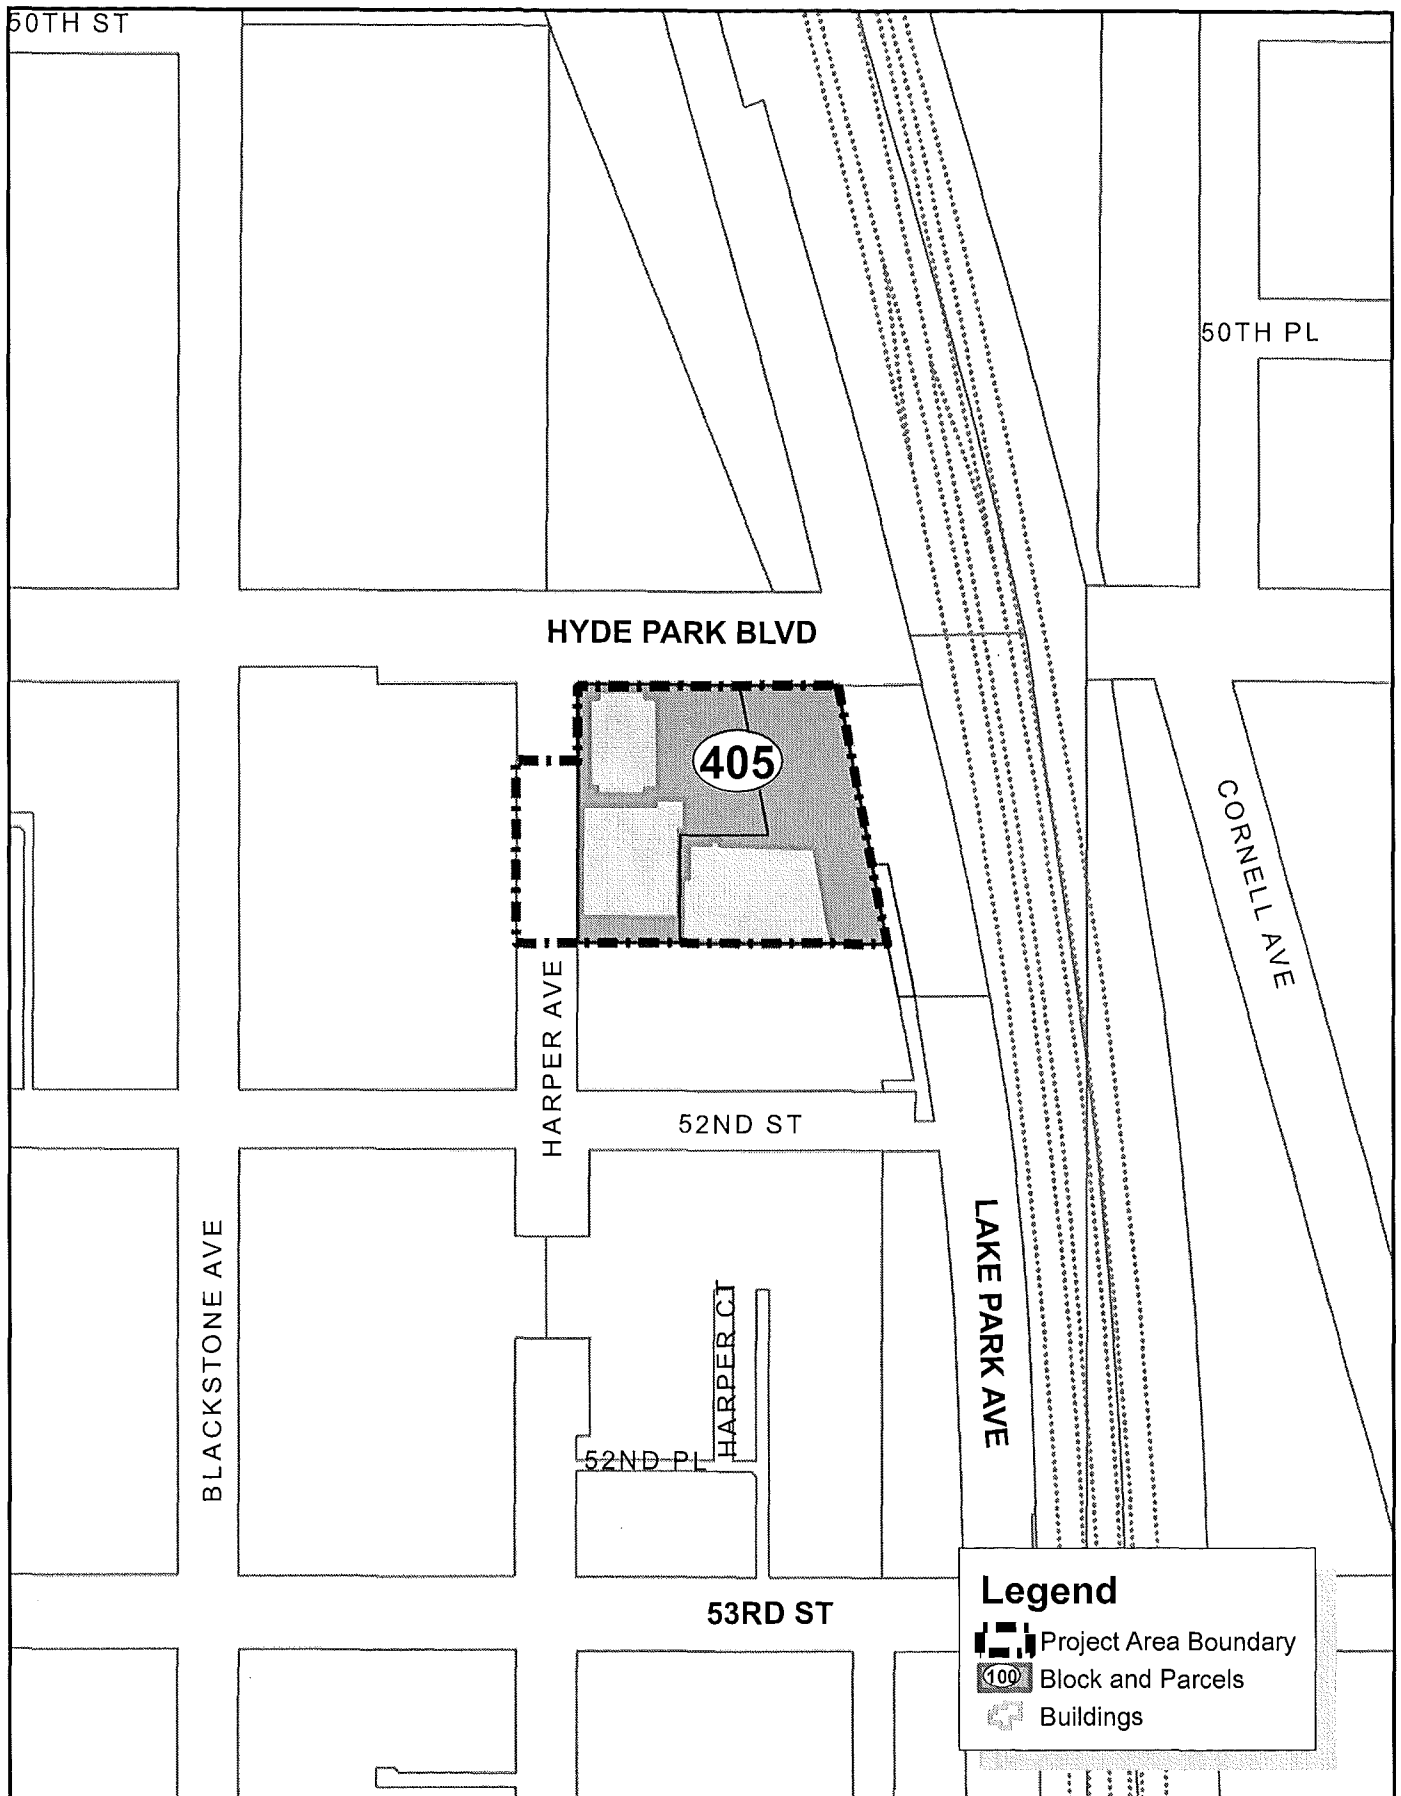 50TH ST
50TH PL
HYDE PARK BLVD
405
CORNELL AVE
HARPER AVE
52ND ST
LAKE PARK AVE
BLACKSTONE AVE
HARPER CT
52ND PL
53RD ST
Legend
Project Area Boundary
100 Block and Parcels
Buildings